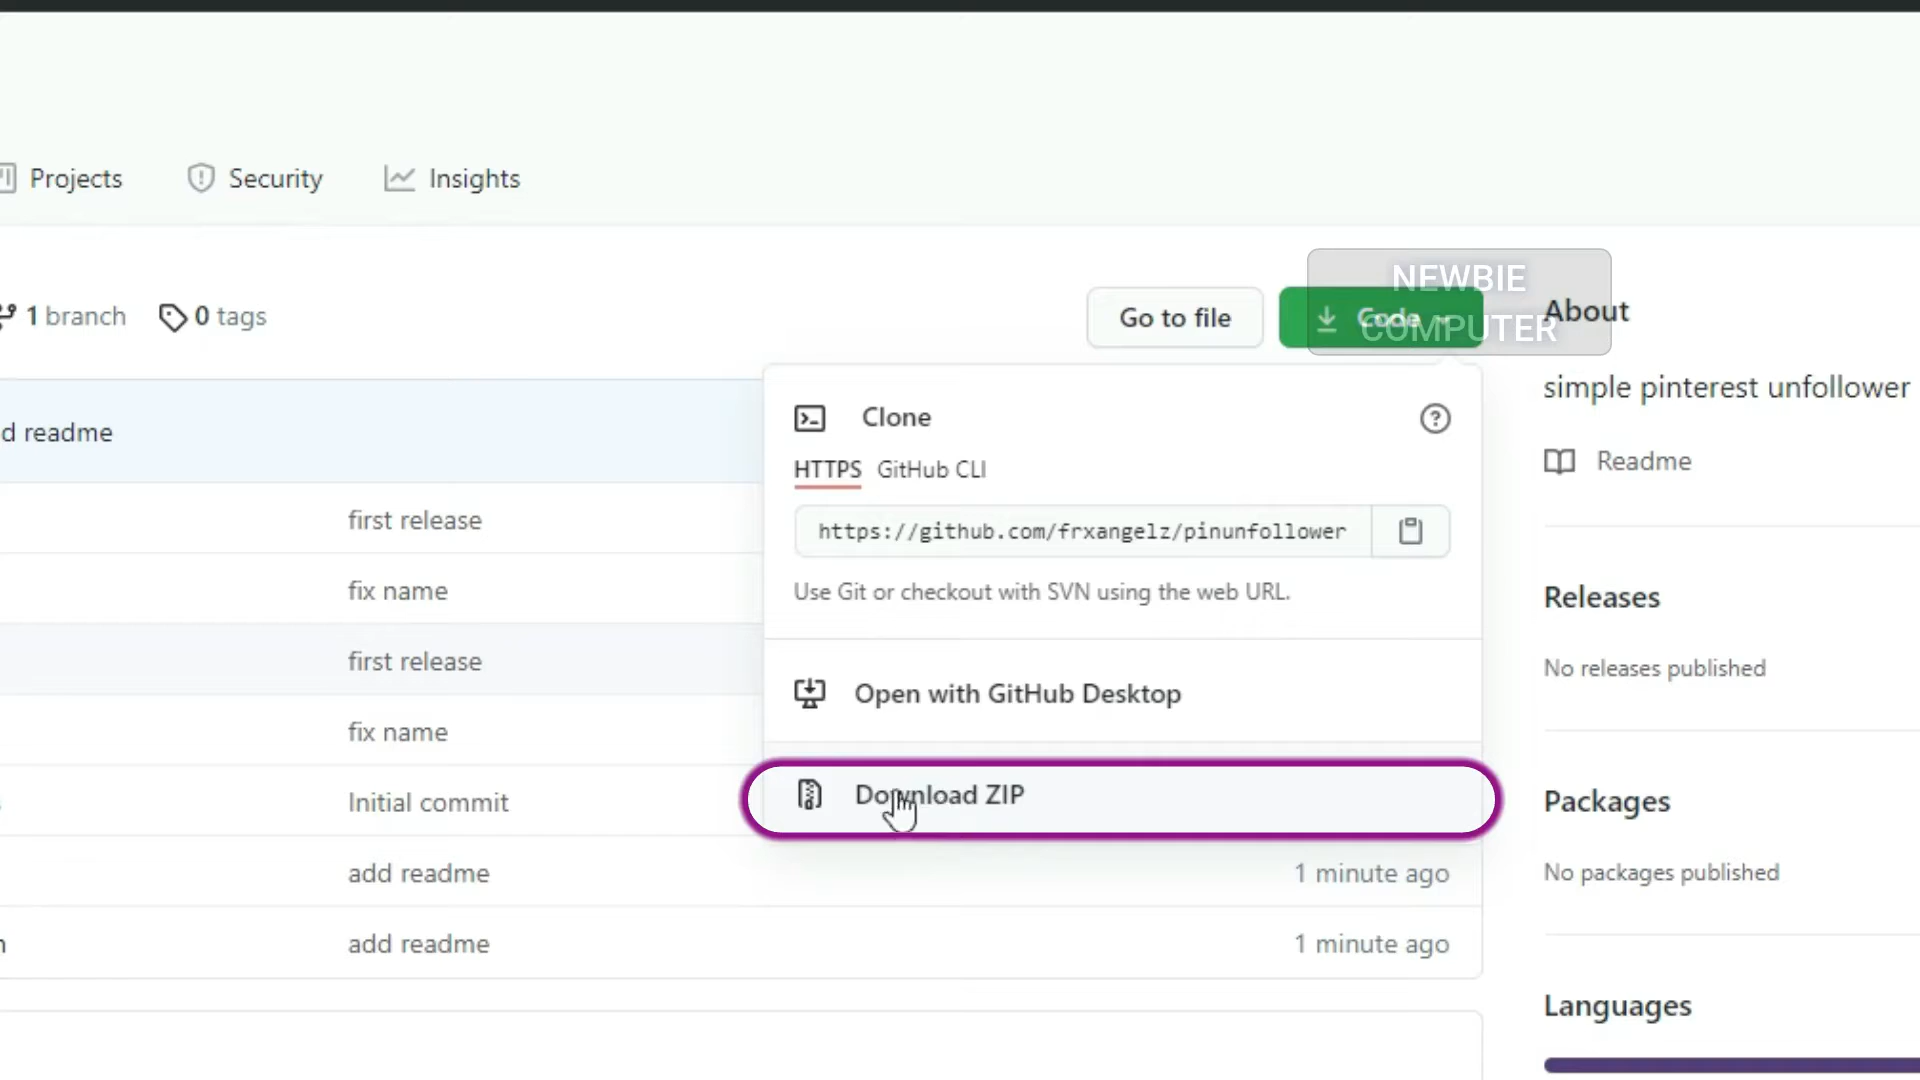 Projects
Security
Insights
1 branch
0 tags
Go to file
Code
NEWBIE
COMPUTER
About
simple pinterest unfollower
Readme
d readme
Clone
HTTPS
GitHub CLI
https://github.com/frxangelz/pinunfollower
Use Git or checkout with SVN using the web URL.
Open with GitHub Desktop
Download ZIP
first release
fix name
first release
fix name
Initial commit
add readme
1 minute ago
add readme
1 minute ago
Releases
No releases published
Packages
No packages published
Languages